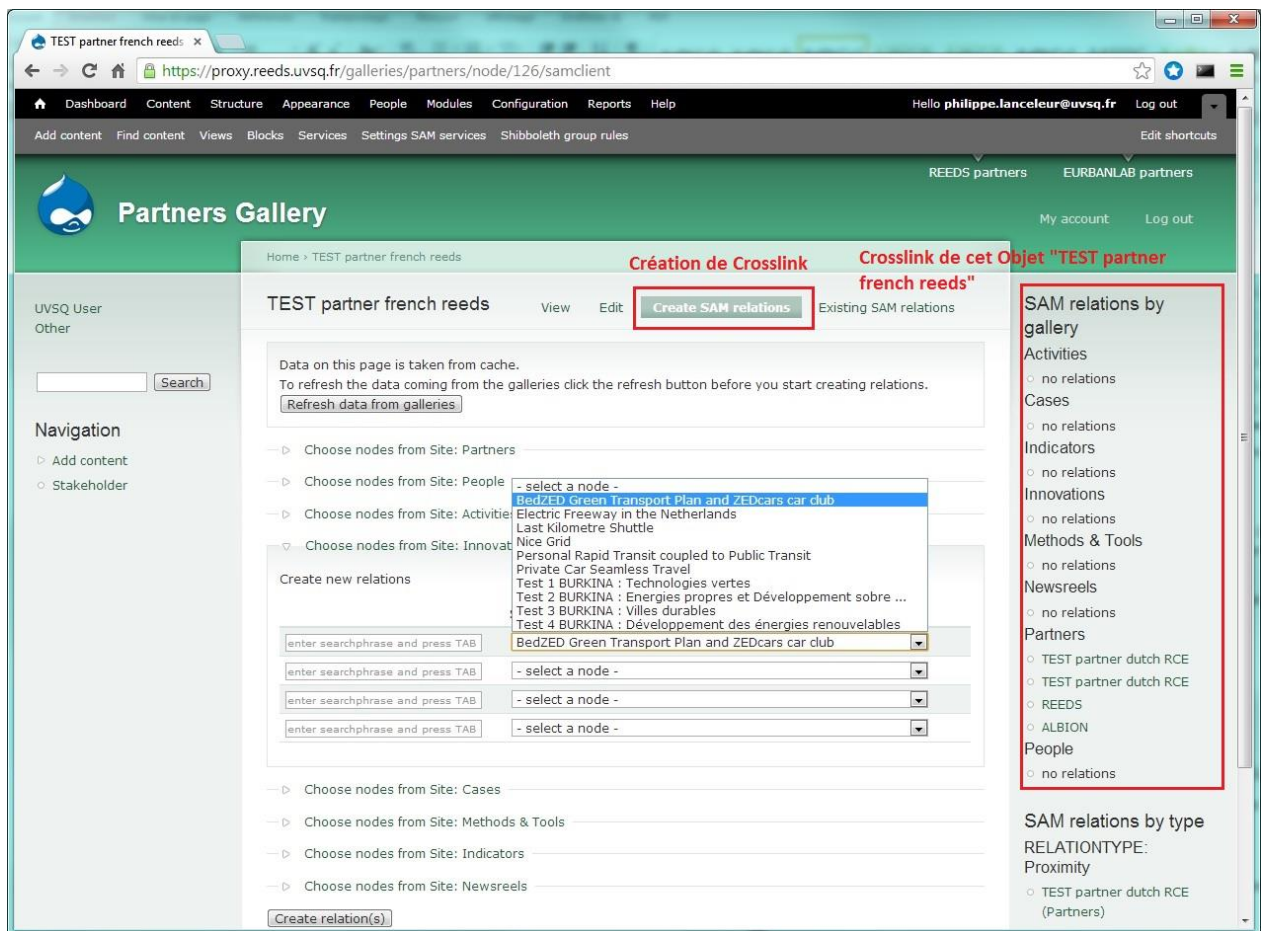 TEST partner french reeds
https://proxy.reeds.uvsq.fr/galleries/partners/node/126/samclient
Dashboard Content Structure Appearance People Modules Configuration Reports Help Hello philippe.lanceleur@uvsq.fr Log out
Add content Find content Views Blocks Services Settings SAM services Shibboleth group rules Edit shortcuts
REEDS partners EURBANLAB partners
Partners Gallery
My account Log out
Home › TEST partner french reeds
Création de Crosslink
Crosslink de cet Objet "TEST partner
french reeds"
UVSQ User
Other
Search
Navigation
Add content
Stakeholder
TEST partner french reeds View Edit Create SAM relations Existing SAM relations
Data on this page is taken from cache.
To refresh the data coming from the galleries click the refresh button before you start creating relations.
Refresh data from galleries
Choose nodes from Site: Partners
Choose nodes from Site: People
- select a node -
BedZED Green Transport Plan and ZEDcars car club
Choose nodes from Site: Activitie
Electric Freeway in the Netherlands
Last Kilometre Shuttle
Nice Grid
Choose nodes from Site: Innovat
Personal Rapid Transit coupled to Public Transit
Private Car Seamless Travel
Create new relations
Test 1 BURKINA : Technologies vertes
Test 2 BURKINA : Energies propres et Développement sobre ...
Test 3 BURKINA : Villes durables
Test 4 BURKINA : Développement des énergies renouvelables
enter searchphrase and press TAB BedZED Green Transport Plan and ZEDcars car club
enter searchphrase and press TAB - select a node -
enter searchphrase and press TAB - select a node -
enter searchphrase and press TAB - select a node -
Choose nodes from Site: Cases
Choose nodes from Site: Methods & Tools
Choose nodes from Site: Indicators
Choose nodes from Site: Newsreels
Create relation(s)
SAM relations by
gallery
Activities
no relations
Cases
no relations
Indicators
no relations
Innovations
no relations
Methods & Tools
no relations
Newsreels
no relations
Partners
TEST partner dutch RCE
TEST partner dutch RCE
REEDS
ALBION
People
no relations
SAM relations by type
RELATIONTYPE:
Proximity
TEST partner dutch RCE
(Partners)